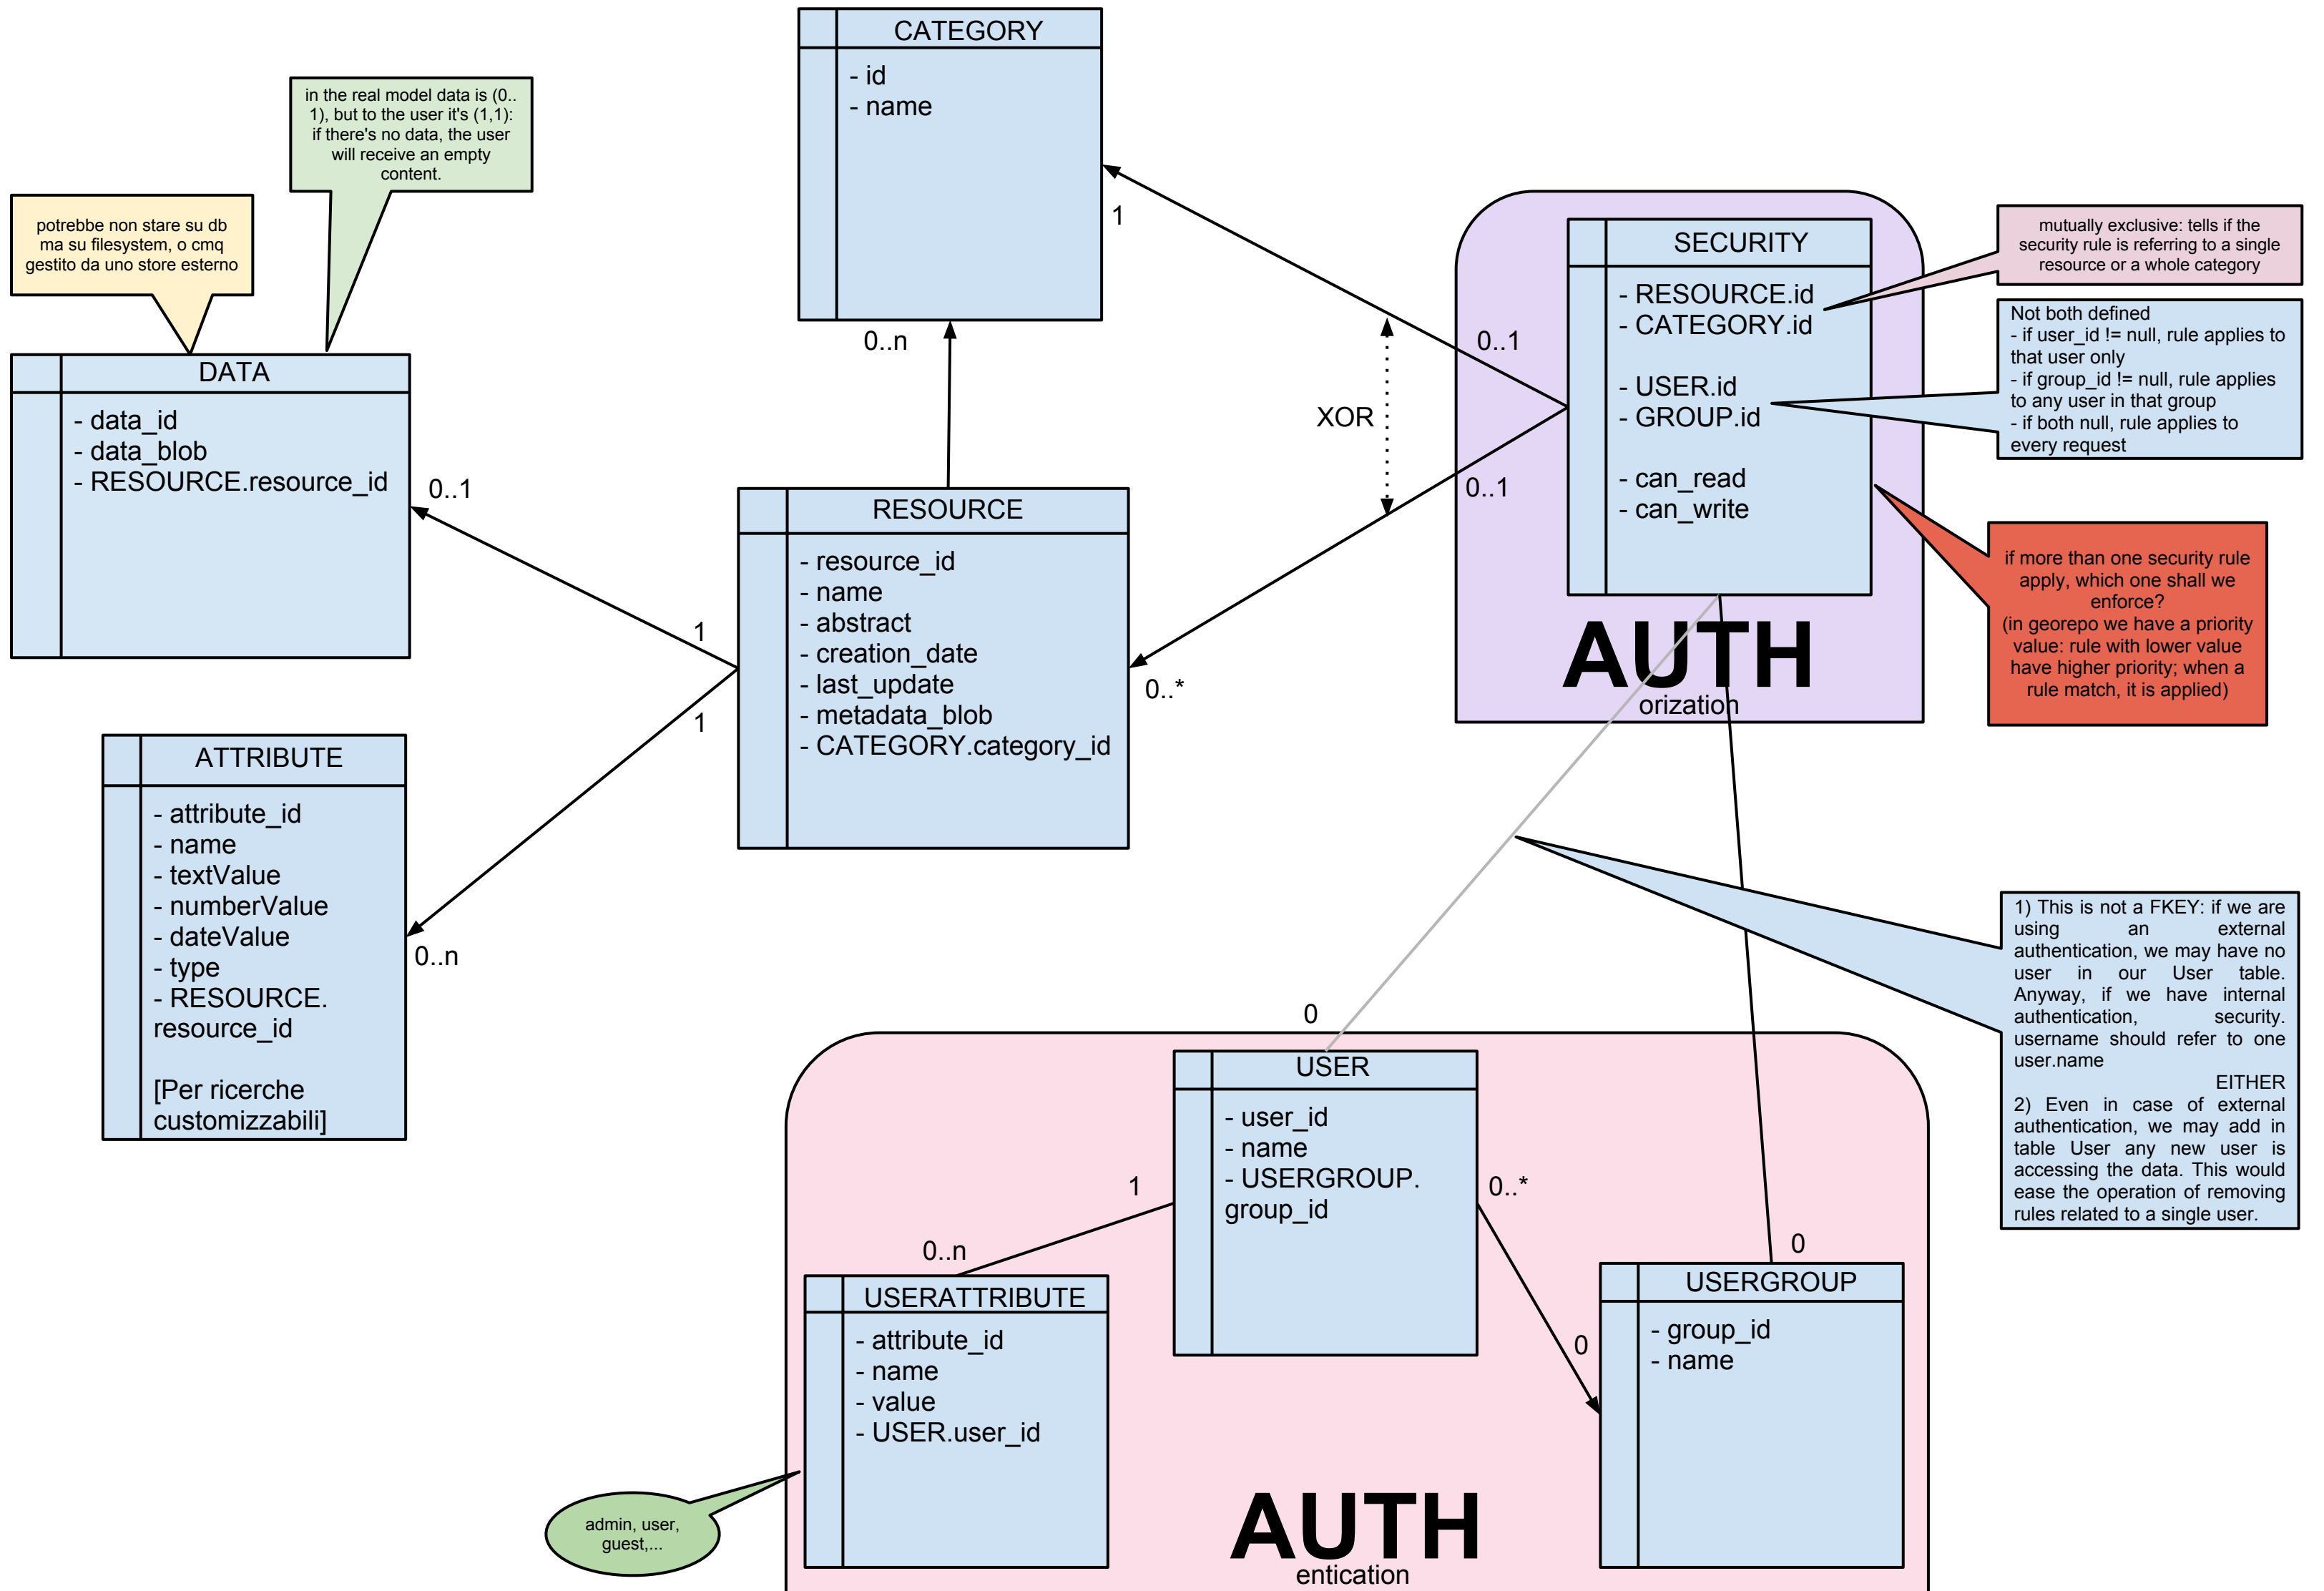 CATEGORY
- id
- name
in the real model data is (0..
1), but to the user it's (1,1):
if there's no data, the user
will receive an empty
content.
potrebbe non stare su db
ma su filesystem, o cmq
gestito da uno store esterno
DATA
- data_id
- data_blob
- RESOURCE.resource_id
0..1
1
1
0..n
ATTRIBUTE
- attribute_id
- name
- textValue
- numberValue
- dateValue
- type
- RESOURCE.
resource_id
[Per ricerche
customizzabili]
0..n
RESOURCE
- resource_id
- name
- abstract
- creation_date
- last_update
- metadata_blob
- CATEGORY.category_id
1
0..1
XOR
0..1
0..*
SECURITY
- RESOURCE.id
- CATEGORY.id
- USER.id
- GROUP.id
- can_read
- can_write
AUTH
orization
mutually exclusive: tells if the
security rule is referring to a single
resource or a whole category
Not both defined
- if user_id != null, rule applies to
that user only
- if group_id != null, rule applies
to any user in that group
- if both null, rule applies to
every request
if more than one security rule
apply, which one shall we
enforce?
(in georepo we have a priority
value: rule with lower value
have higher priority; when a
rule match, it is applied)
1) This is not a FKEY: if we are
using an external
authentication, we may have no
user in our User table.
Anyway, if we have internal
authentication, security.
username should refer to one
user.name
EITHER
2) Even in case of external
authentication, we may add in
table User any new user is
accessing the data. This would
ease the operation of removing
rules related to a single user.
0
USER
- user_id
- name
- USERGROUP.
group_id
1
0..n
0..*
0
0
USERATTRIBUTE
- attribute_id
- name
- value
- USER.user_id
USERGROUP
- group_id
- name
admin, user,
guest,...
AUTH
entication